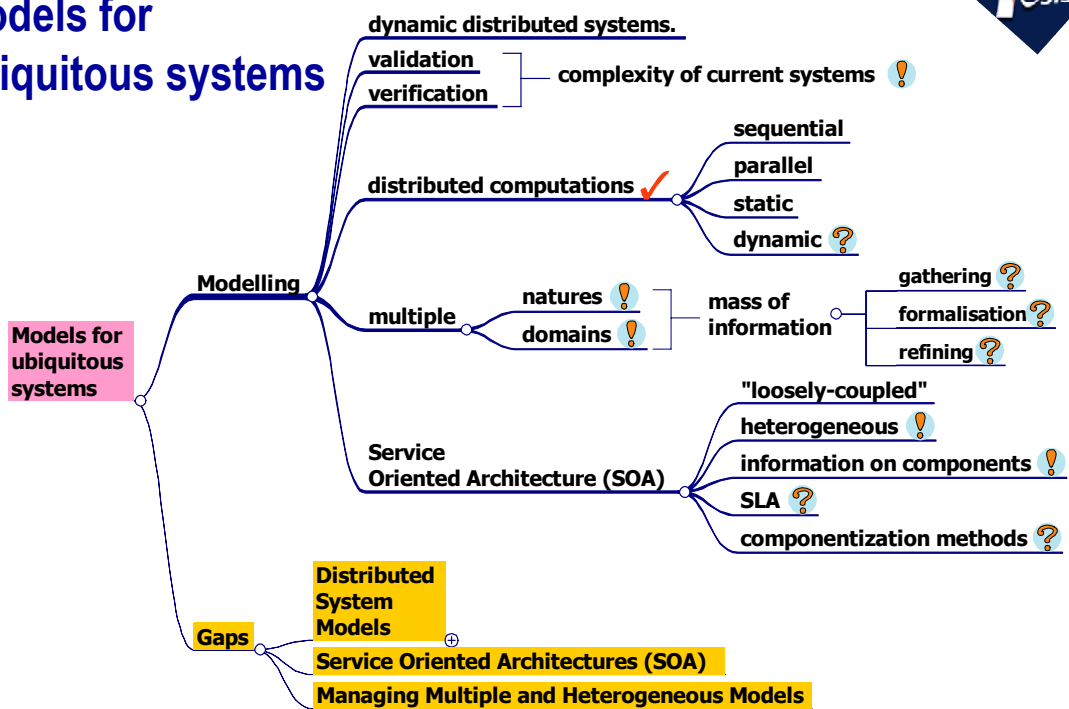 dels for
iquitous systems
dynamic distributed systems.
validation
verification
complexity of current systems
distributed computations
sequential
parallel
static
dynamic
Modelling
multiple
natures
domains
mass of
information
gathering
formalisation
refining
Models for
ubiquitous
systems
Service
Oriented Architecture (SOA)
"loosely-coupled"
heterogeneous
information on components
SLA
componentization methods
Gaps
Distributed
System
Models
Service Oriented Architectures (SOA)
Managing Multiple and Heterogeneous Models